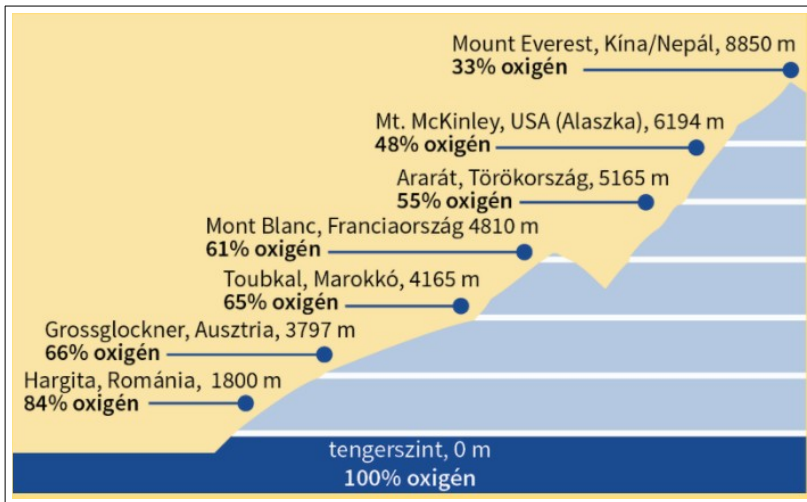 Mount Everest, Kína/Nepál, 8850 m
33% oxigén
Mt. McKinley, USA (Alaszka), 6194 m
48% oxigén
Ararát, Törökország, 5165 m
55% oxigén
Mont Blanc, Franciaország 4810 m
61% oxigén
Toubkal, Marokkó, 4165 m
65% oxigén
Grossglockner, Ausztria, 3797 m
66% oxigén
Hargita, Románia, 1800 m
84% oxigén
tengerszint, 0 m
100% oxigén